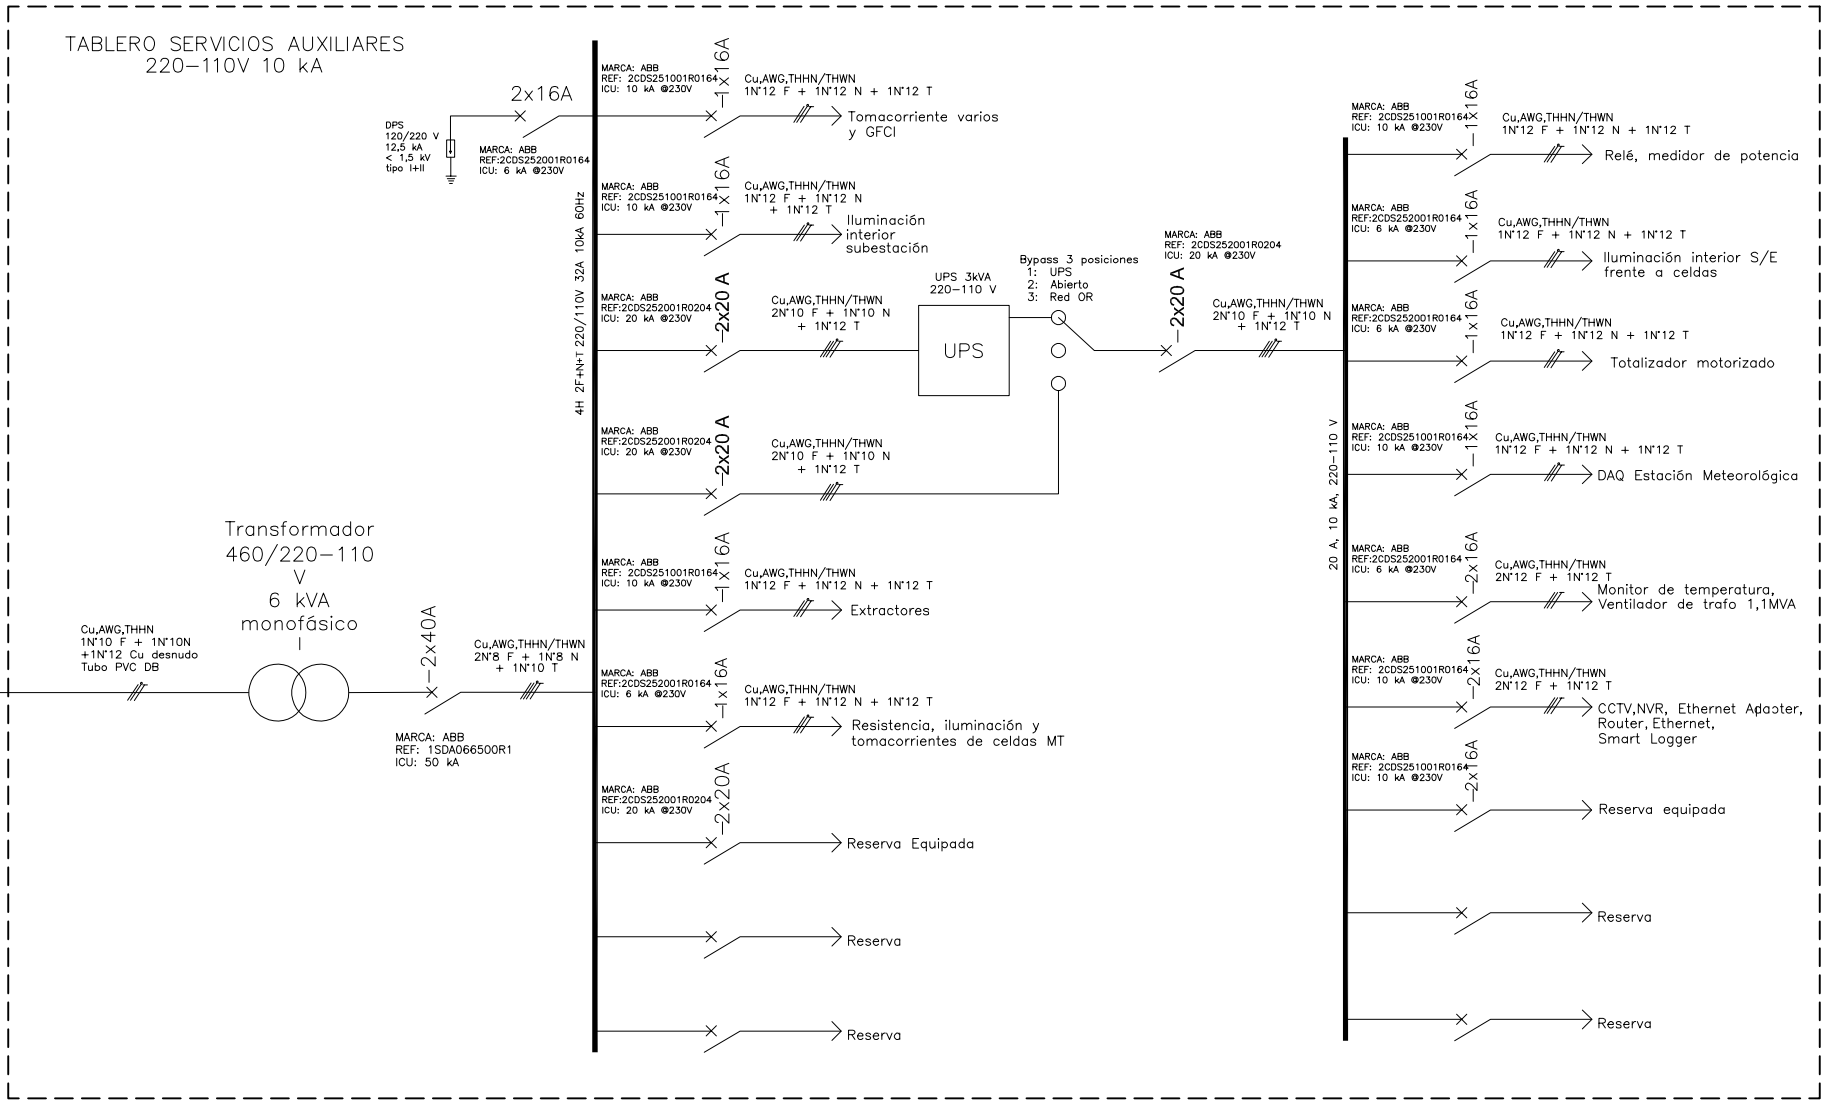 TABLERO SERVICIOS AUXILIARES
220-110V 10 kA
DPS
120/220 V
12,5 kA
< 1,5 kV
tipo I+II
2x16A
MARCA: ABB
REF:2CDS252001R0164
ICU: 6 kA @230V
Transformador
460/220-110
V
6 kVA
monofásico
Cu,AWG,THHN
1N°10 F + 1N°10N
+1N°12 Cu desnudo
Tubo PVC DB
-2x40A
MARCA: ABB
REF: 1SDA066500R1
ICU: 50 kA
Cu,AWG,THHN/THWN
2N°8 F + 1N°8 N
+ 1N°10 T
4H 2F+N+T 220/110V 32A 10kA 60Hz
MARCA: ABB
REF: 2CDS251001R0164
ICU: 10 kA @230V
-1x16A
Cu,AWG,THHN/THWN
1N°12 F + 1N°12 N + 1N°12 T
Tomacorriente varios
y GFCI
MARCA: ABB
REF: 2CDS251001R0164
ICU: 10 kA @230V
-1x16A
Cu,AWG,THHN/THWN
1N°12 F + 1N°12 N
+ 1N°12 T
Iluminación
interior
subestación
MARCA: ABB
REF:2CDS252001R0204
ICU: 20 kA @230V
-2x20 A
Cu,AWG,THHN/THWN
2N°10 F + 1N°10 N
+ 1N°12 T
UPS 3kVA
220-110 V
UPS
Bypass 3 posiciones
1: UPS
2: Abierto
3: Red OR
MARCA: ABB
REF: 2CDS252001R0204
ICU: 20 kA @230V
-2x20 A
Cu,AWG,THHN/THWN
2N°10 F + 1N°10 N
+ 1N°12 T
MARCA: ABB
REF:2CDS252001R0204
ICU: 20 kA @230V
-2x20 A
Cu,AWG,THHN/THWN
2N°10 F + 1N°10 N
+ 1N°12 T
MARCA: ABB
REF: 2CDS251001R0164
ICU: 10 kA @230V
-1x16A
Cu,AWG,THHN/THWN
1N°12 F + 1N°12 N + 1N°12 T
Extractores
MARCA: ABB
REF:2CDS252001R0164
ICU: 6 kA @230V
-1x16A
Cu,AWG,THHN/THWN
1N°12 F + 1N°12 N + 1N°12 T
Resistencia, iluminación y
tomacorrientes de celdas MT
MARCA: ABB
REF:2CDS252001R0204
ICU: 20 kA @230V
-2x20A
Reserva Equipada
Reserva
Reserva
20 A, 10 kA, 220-110 V
MARCA: ABB
REF: 2CDS251001R0164
ICU: 10 kA @230V
-1x16A
Cu,AWG,THHN/THWN
1N°12 F + 1N°12 N + 1N°12 T
Relé, medidor de potencia
MARCA: ABB
REF:2CDS252001R0164
ICU: 6 kA @230V
-1x16A
Cu,AWG,THHN/THWN
1N°12 F + 1N°12 N + 1N°12 T
Iluminación interior S/E
frente a celdas
MARCA: ABB
REF:2CDS252001R0164
ICU: 6 kA @230V
-1x16A
Cu,AWG,THHN/THWN
1N°12 F + 1N°12 N + 1N°12 T
Totalizador motorizado
MARCA: ABB
REF: 2CDS251001R0164
ICU: 10 kA @230V
-1x16A
Cu,AWG,THHN/THWN
1N°12 F + 1N°12 N + 1N°12 T
DAQ Estación Meteorológica
MARCA: ABB
REF:2CDS252001R0164
ICU: 6 kA @230V
-2x16A
Cu,AWG,THHN/THWN
2N°12 F + 1N°12 T
Monitor de temperatura,
Ventilador de trafo 1,1MVA
MARCA: ABB
REF: 2CDS251001R0164
ICU: 10 kA @230V
-2x16A
Cu,AWG,THHN/THWN
2N°12 F + 1N°12 T
CCTV,NVR, Ethernet Adapter,
Router, Ethernet,
Smart Logger
MARCA: ABB
REF: 2CDS251001R0164
ICU: 10 kA @230V
-2x16A
Reserva equipada
Reserva
Reserva